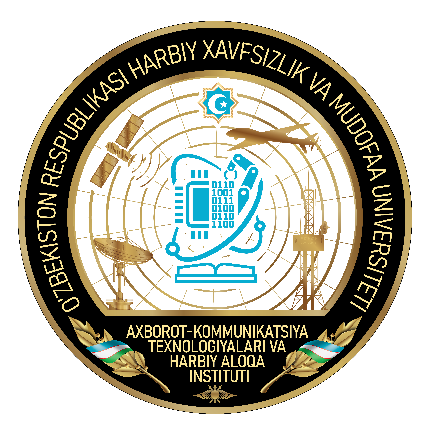 O'ZBEKISTON RESPUBLIKASI HARBIY XAVFSIZLIK VA MUDOFAA UNIVERSITETI
0110
1001
0111
0100
0110
1100
AXBOROT-KOMMUNIKATSIYA
TEXNOLOGIYALARI VA
HARBIY ALOQA
INSTITUTI